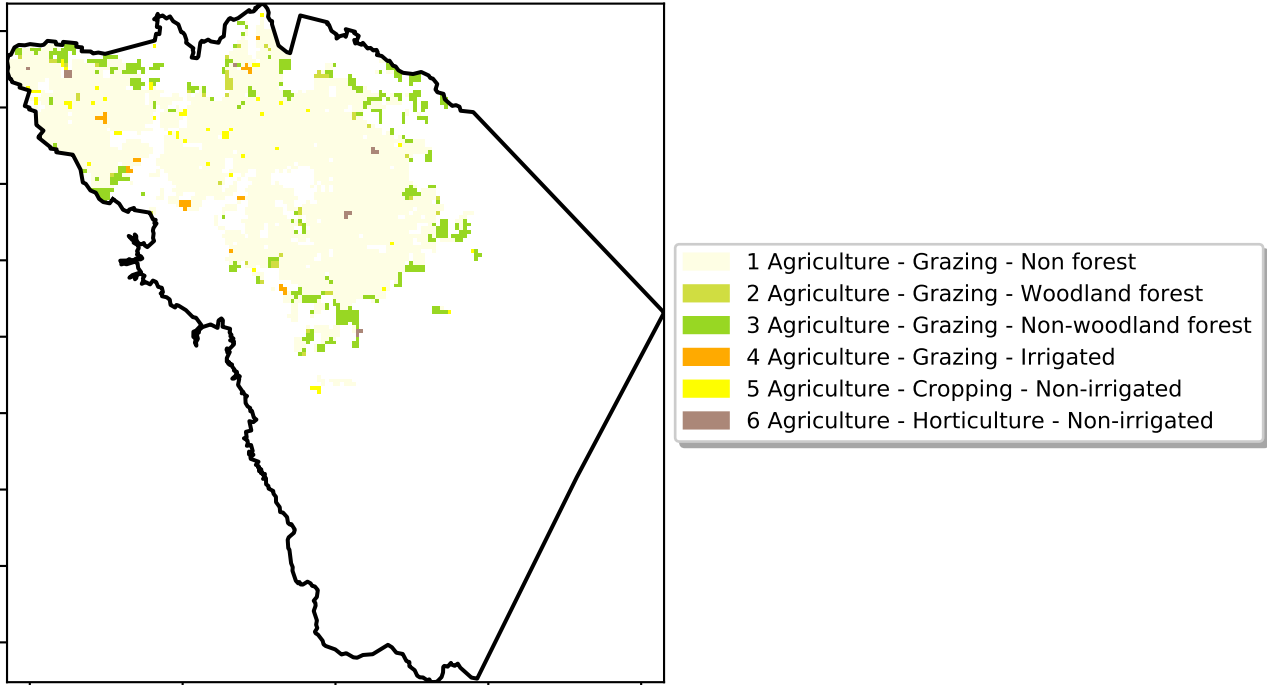 1 Agriculture - Grazing - Non forest
2 Agriculture - Grazing - Woodland forest
3 Agriculture - Grazing - Non-woodland forest
4 Agriculture - Grazing - Irrigated
5 Agriculture - Cropping - Non-irrigated
6 Agriculture - Horticulture - Non-irrigated